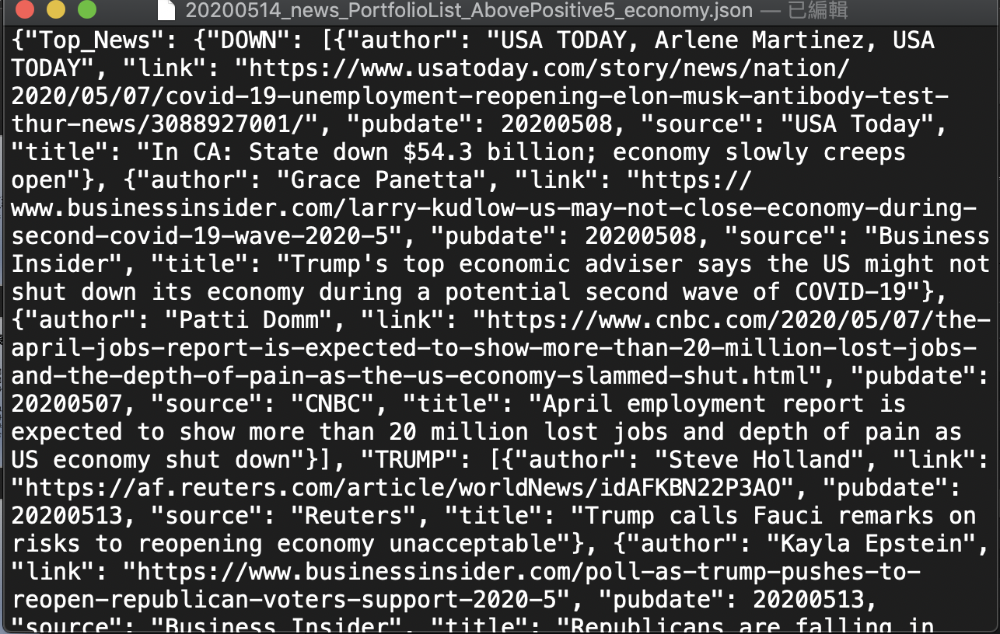 20200514_news_PortfolioList_AbovePositive5_economy.json — 已編輯
{"Top_News": {"DOWN": [{"author": "USA TODAY, Arlene Martinez, USA
TODAY", "link": "https://www.usatoday.com/story/news/nation/
2020/05/07/covid-19-unemployment-reopening-elon-musk-antibody-test-
thur-news/3088927001/", "pubdate": 20200508, "source": "USA Today",
"title": "In CA: State down $54.3 billion; economy slowly creeps
open"}, {"author": "Grace Panetta", "link": "https://
www.businessinsider.com/larry-kudlow-us-may-not-close-economy-during-
second-covid-19-wave-2020-5", "pubdate": 20200508, "source": "Business
Insider", "title": "Trump's top economic adviser says the US might not
shut down its economy during a potential second wave of COVID-19"},
{"author": "Patti Domm", "link": "https://www.cnbc.com/2020/05/07/the-
april-jobs-report-is-expected-to-show-more-than-20-million-lost-jobs-
and-the-depth-of-pain-as-the-us-economy-slammed-shut.html", "pubdate":
20200507, "source": "CNBC", "title": "April employment report is
expected to show more than 20 million lost jobs and depth of pain as
US economy shut down"}], "TRUMP": [{"author": "Steve Holland", "link":
"https://af.reuters.com/article/worldNews/idAFKBN22P3AO", "pubdate":
20200513, "source": "Reuters", "title": "Trump calls Fauci remarks on
risks to reopening economy unacceptable"}, {"author": "Kayla Epstein",
"link": "https://www.businessinsider.com/poll-as-trump-pushes-to-
reopen-republican-voters-support-2020-5", "pubdate": 20200513,
"source": "Business Insider", "title": "Republicans are falling in